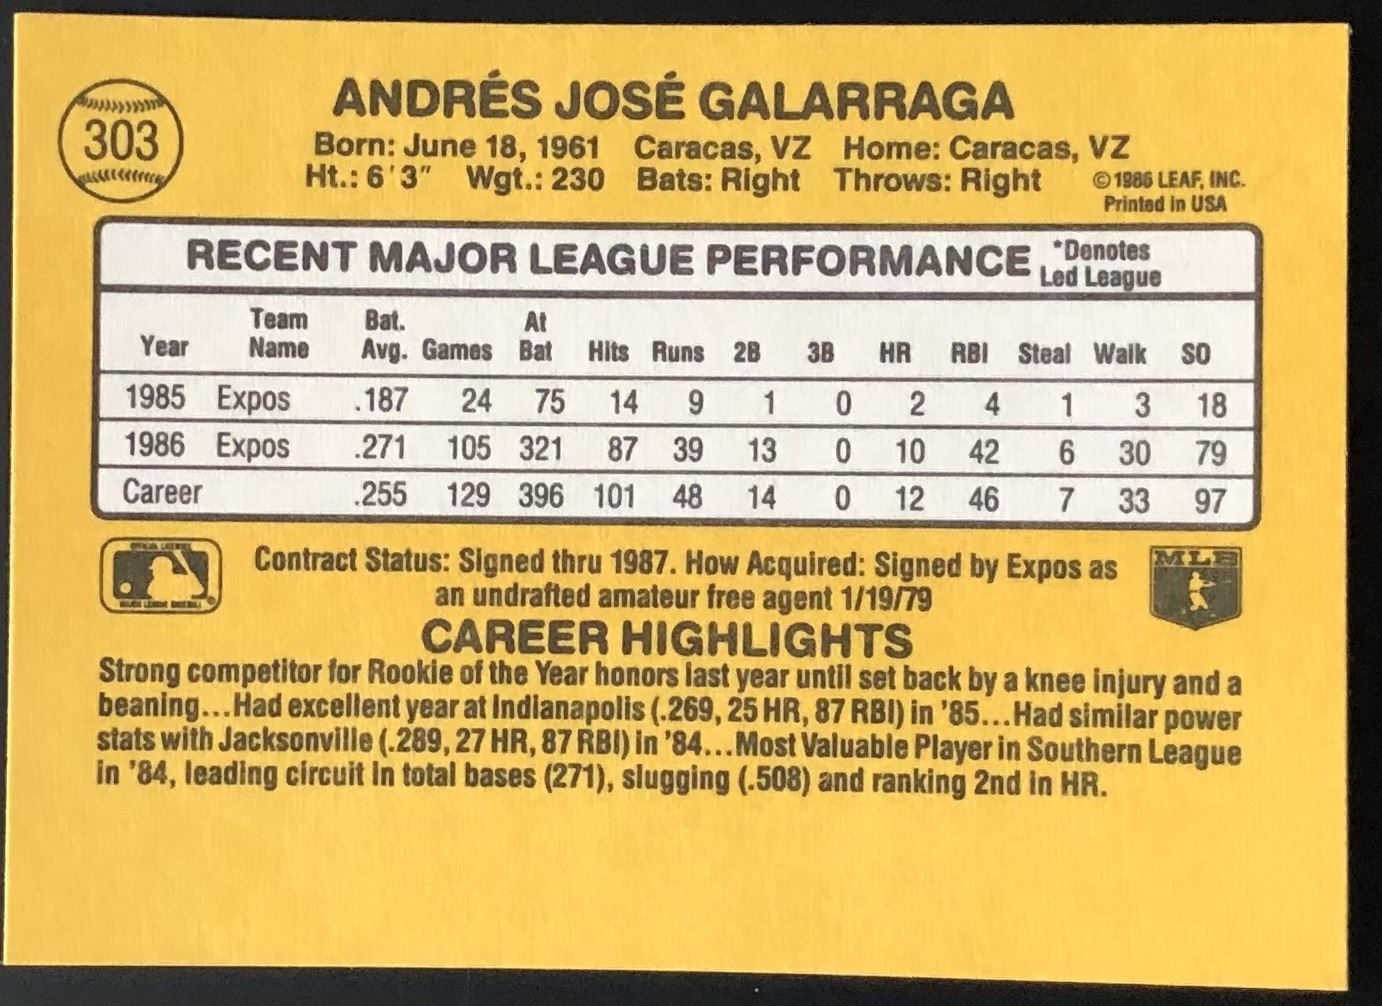 303
ANDRÉS JOSÉ GALARRAGA
Born: June 18, 1961 Caracas, VZ Home: Caracas, VZ
Ht.: 6'3" Wgt.: 230 Bats: Right Throws: Right
©1986 LEAF, INC.
Printed in USA
RECENT MAJOR LEAGUE PERFORMANCE *Denotes
Led League
Year Team Name Bat. Avg. Games At Bat Hits Runs 2B 3B HR RBI Steal Walk SO
1985 Expos .187 24 75 14 9 1 0 2 4 1 3 18
1986 Expos .271 105 321 87 39 13 0 10 42 6 30 79
Career .255 129 396 101 48 14 0 12 46 7 33 97
Contract Status: Signed thru 1987. How Acquired: Signed by Expos as
an undrafted amateur free agent 1/19/79
MLB
CAREER HIGHLIGHTS
Strong competitor for Rookie of the Year honors last year until set back by a knee injury and a
beaning...Had excellent year at Indianapolis (.269, 25 HR, 87 RBI) in '85...Had similar power
stats with Jacksonville (.289, 27 HR, 87 RBI) in '84...Most Valuable Player in Southern League
in '84, leading circuit in total bases (271), slugging (.508) and ranking 2nd in HR.